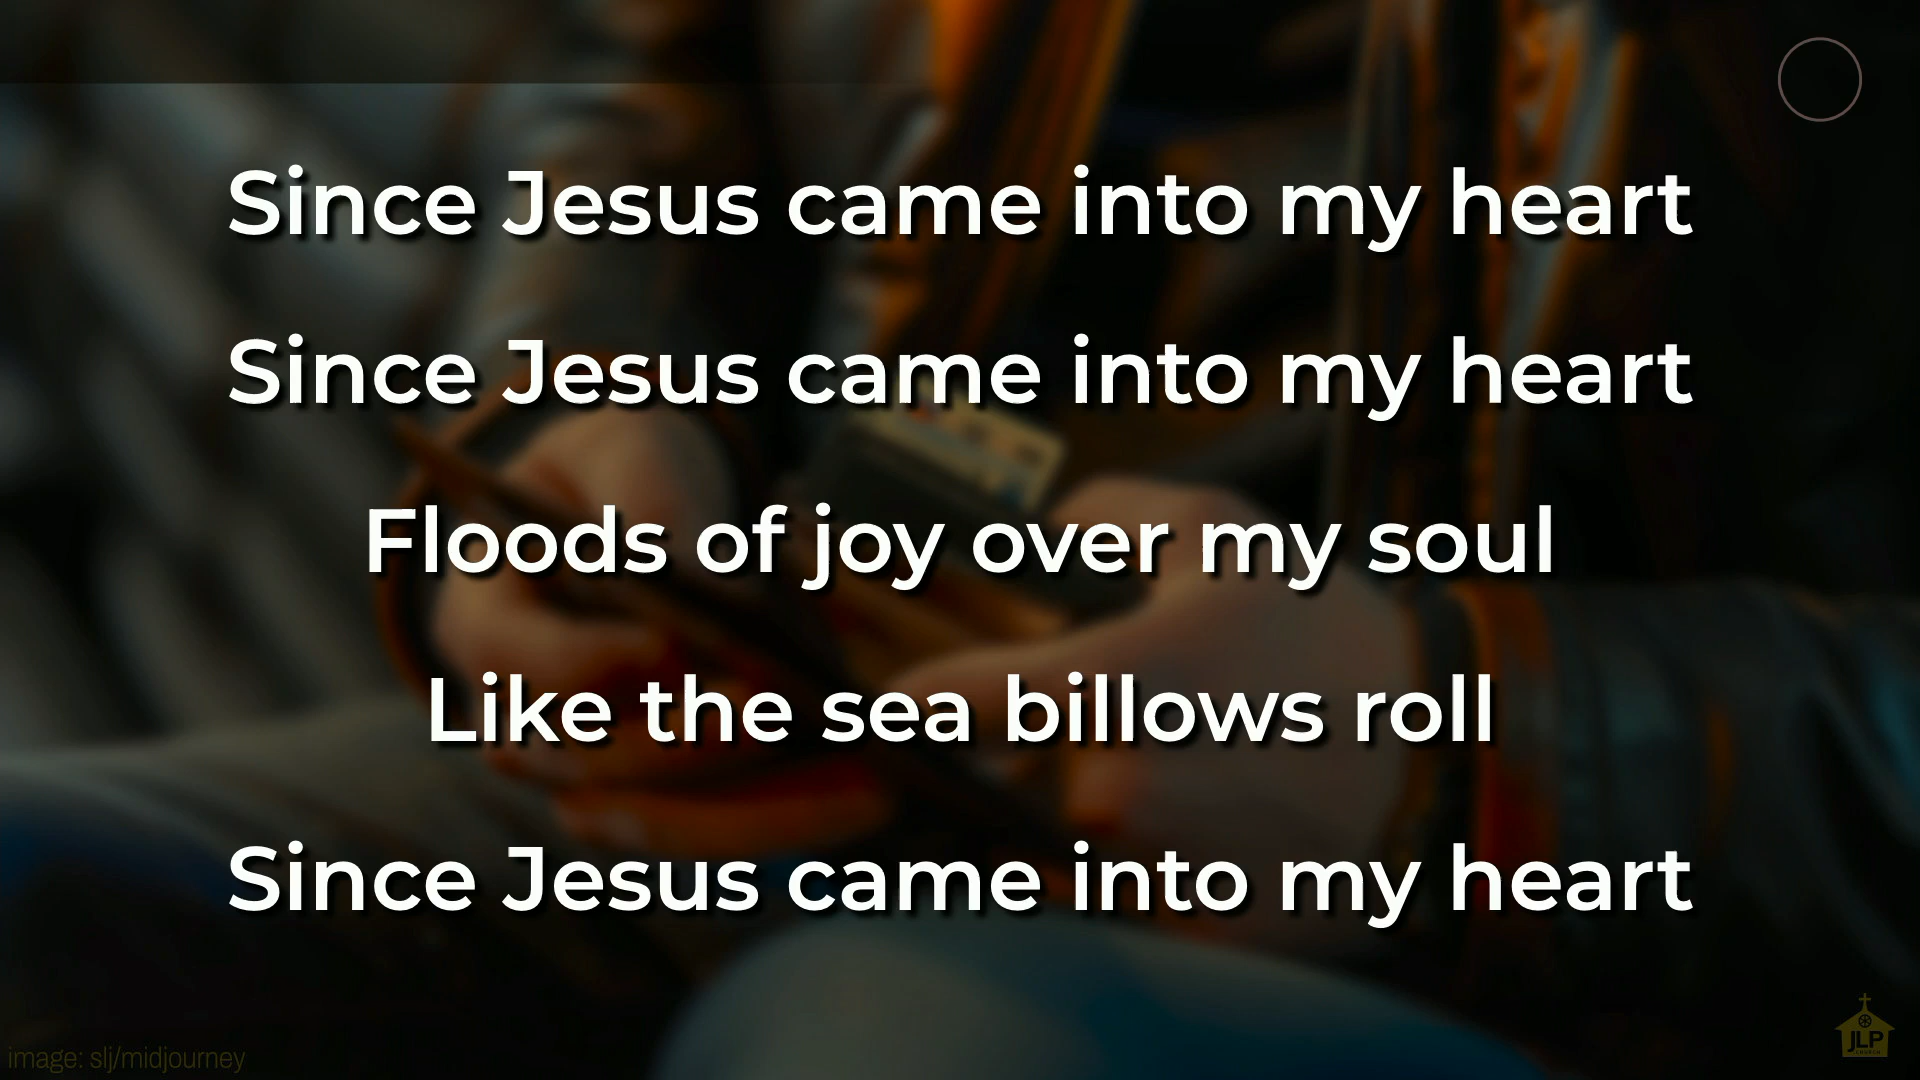 Since Jesus came into my heart
Since Jesus came into my heart
Floods of joy over my soul
Like the sea billows roll
Since Jesus came into my heart
image: slj/midjourney
JLP
CHURCH